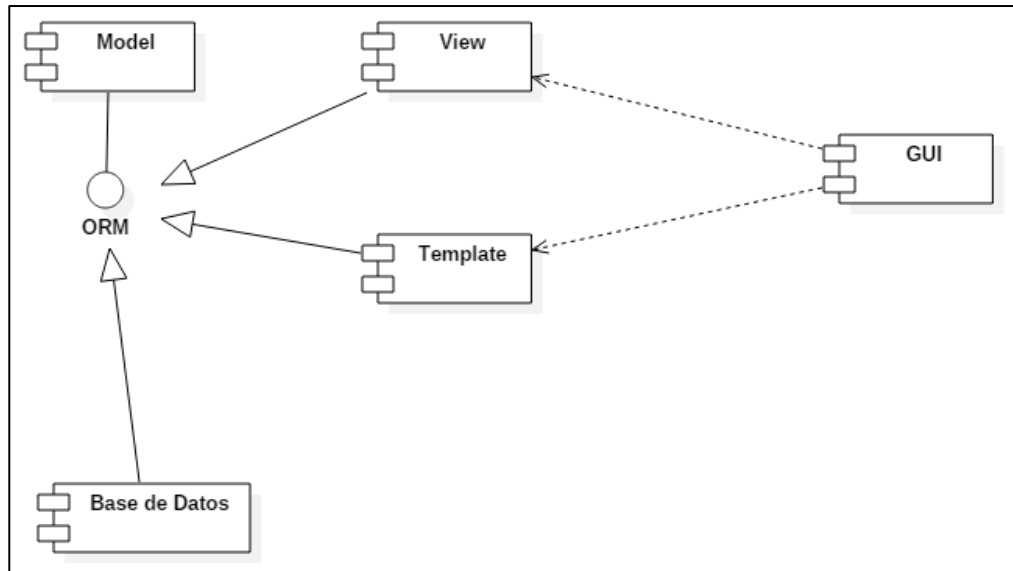 Model
View
GUI
ORM
Template
Base de Datos